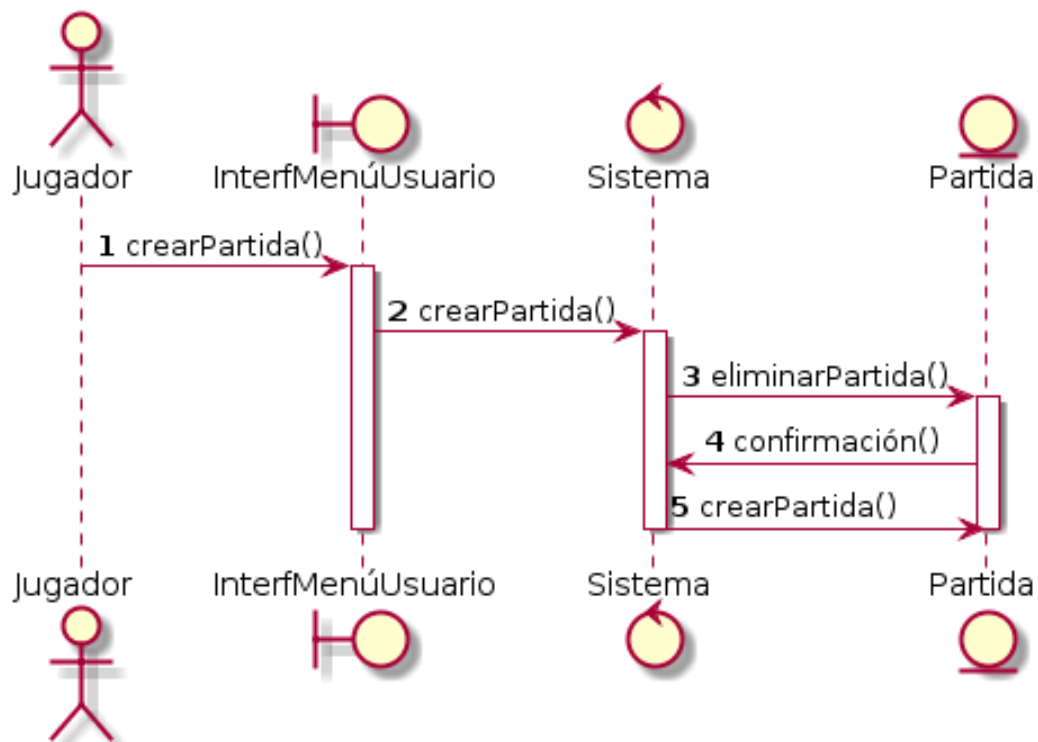 Jugador
InterfMenúUsuario
Sistema
Partida
1 crearPartida()
2 crearPartida()
3 eliminarPartida()
4 confirmación()
5 crearPartida()
Jugador
InterfMenúUsuario
Sistema
Partida